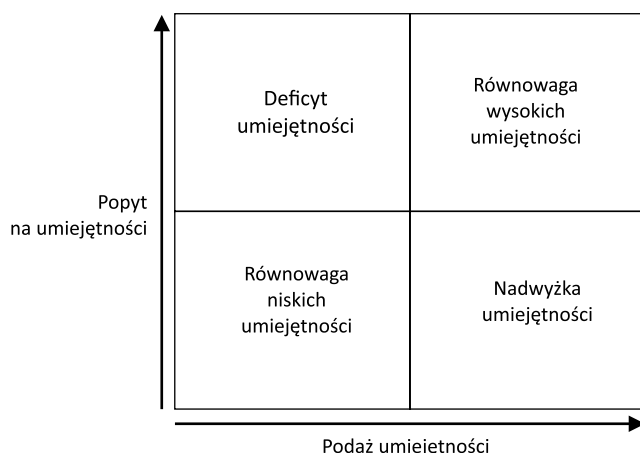 Deficyt
umiejętności
Równowaga
wysokich
umiejętności
Popyt
na umiejętności
Równowaga
niskich
umiejętności
Nadwyżka
umiejętności
Podaż umiejętności